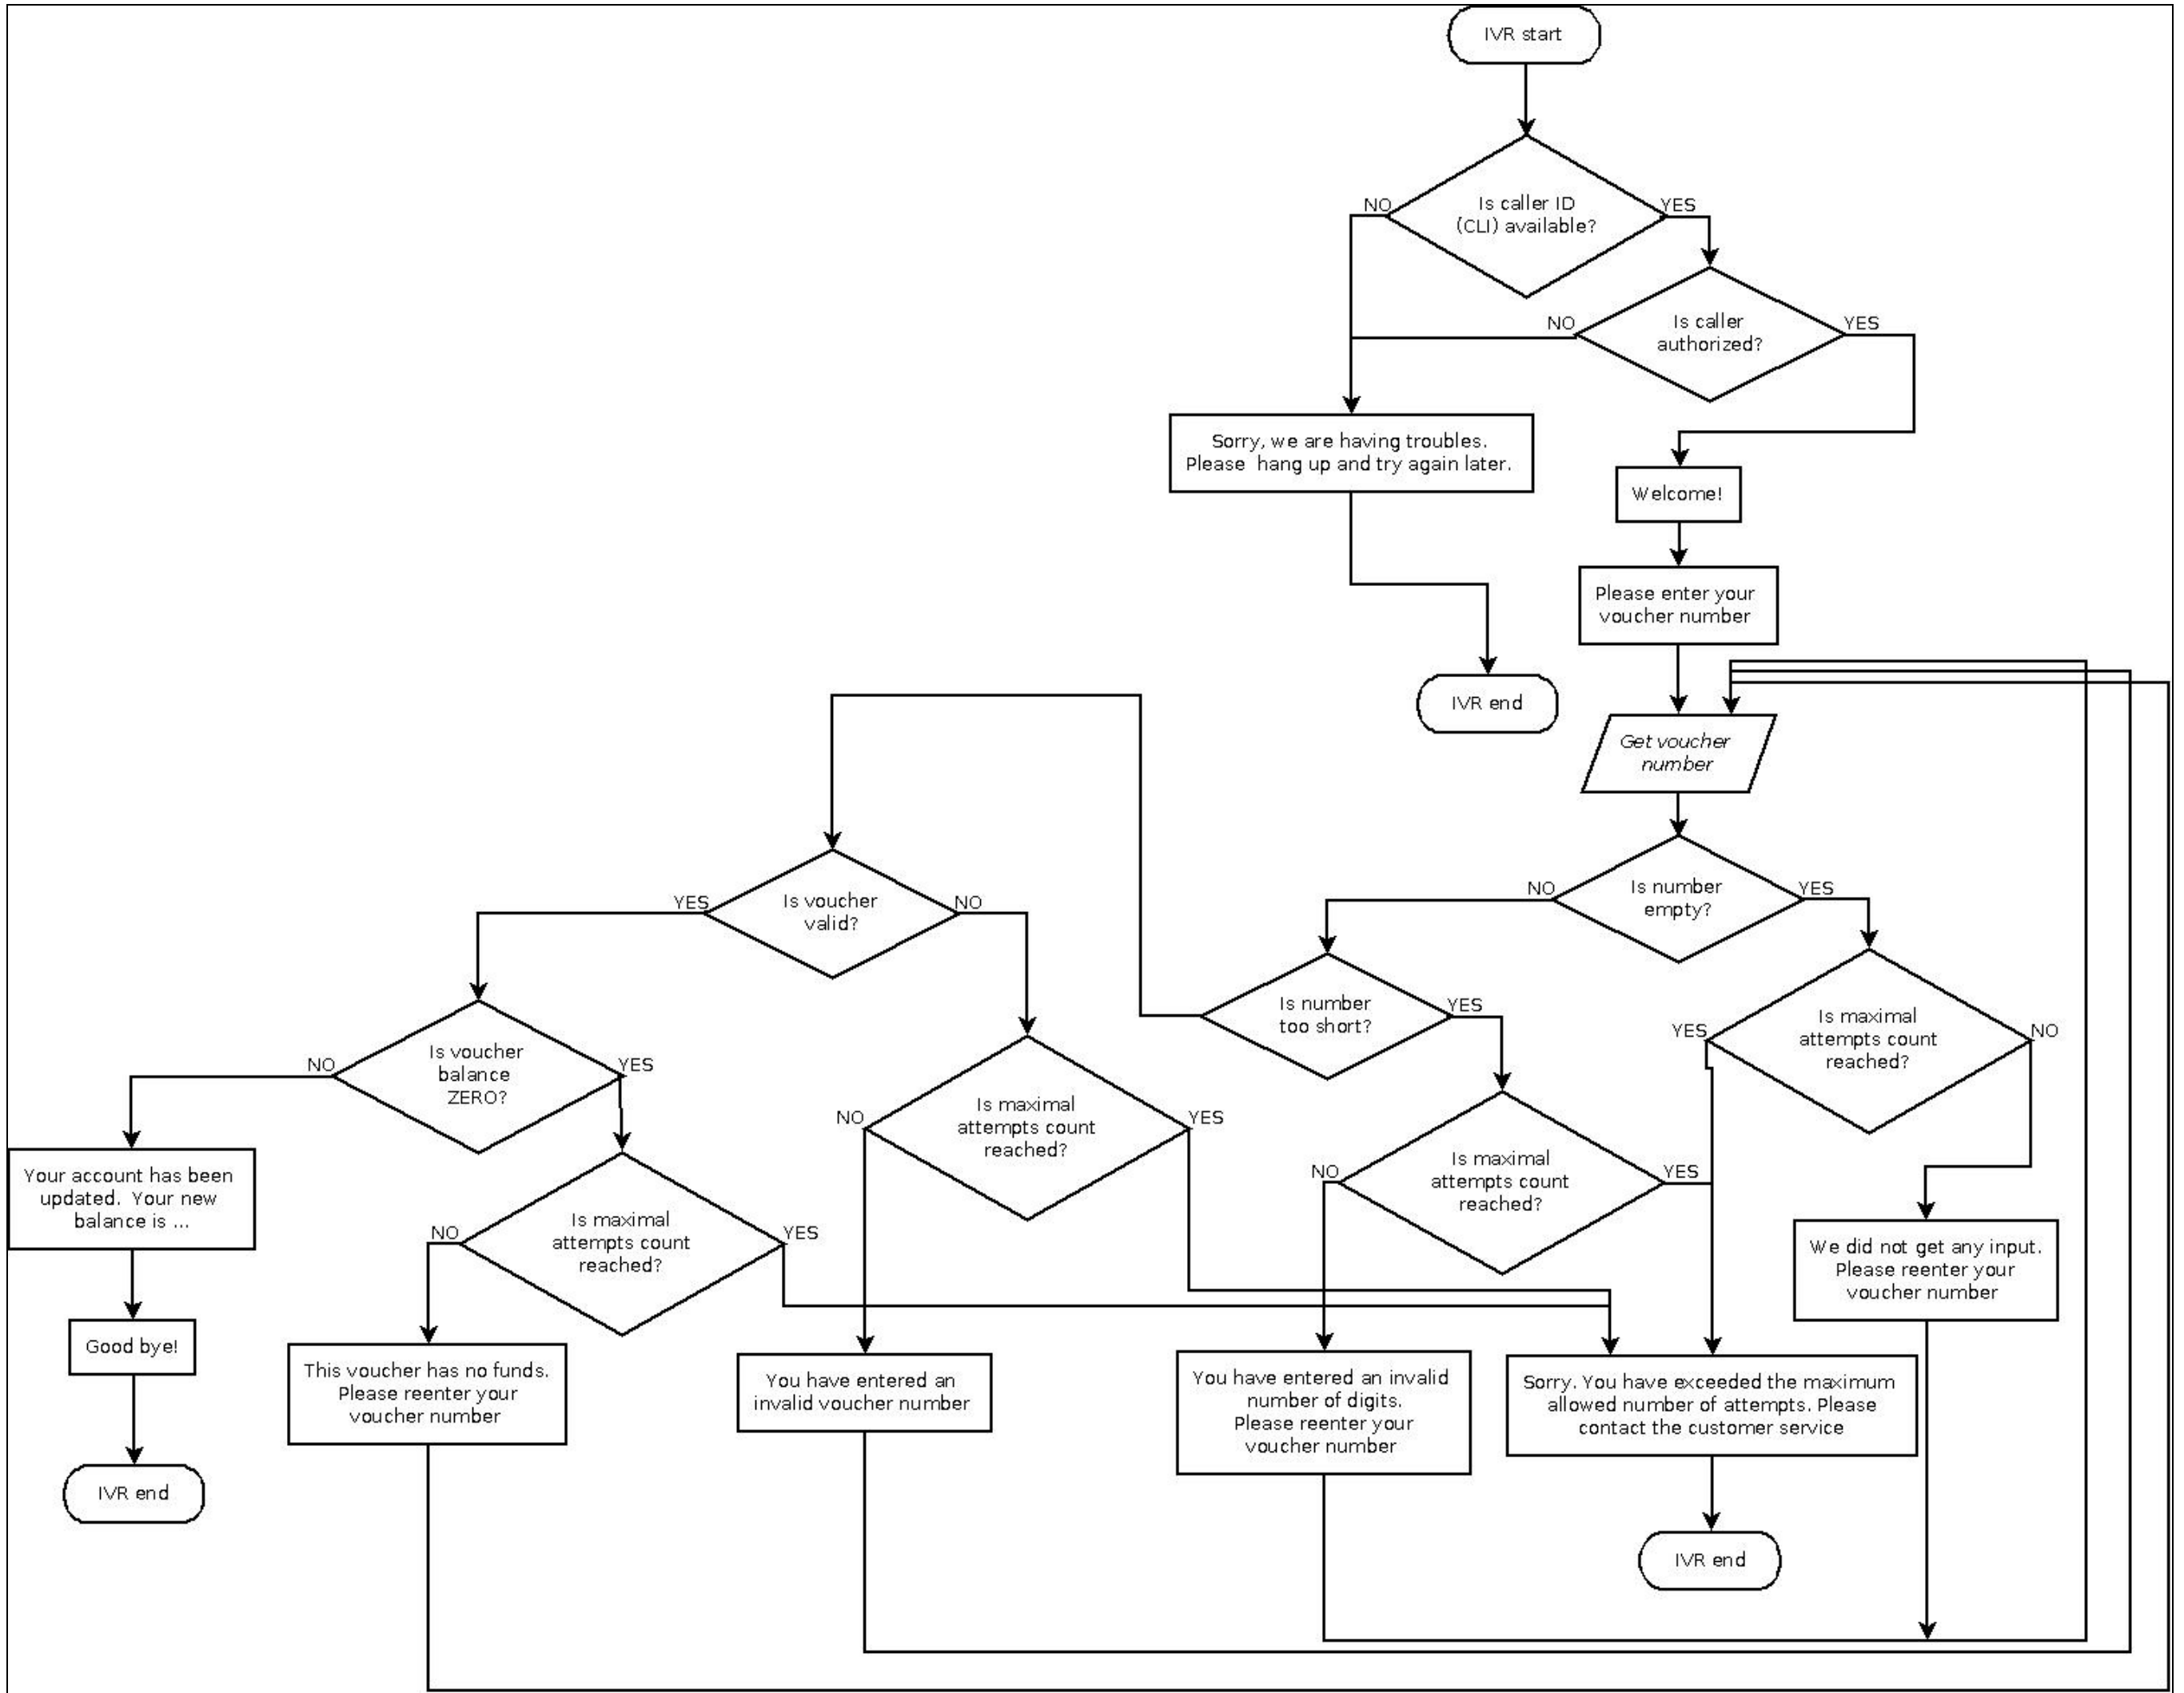 IVR start
Is caller ID
(CLI) available?
NO
YES
Is caller
authorized?
NO
YES
Sorry, we are having troubles.
Please hang up and try again later.
Welcome!
Please enter your
voucher number
IVR end
Get voucher
number
Is number
empty?
NO
YES
Is voucher
valid?
YES
NO
Is number
too short?
YES
Is maximal
attempts count
reached?
YES
NO
Is voucher
balance
ZERO?
NO
YES
Is maximal
attempts count
reached?
NO
YES
Is maximal
attempts count
reached?
NO
YES
Your account has been
updated. Your new
balance is ...
Is maximal
attempts count
reached?
NO
YES
We did not get any input.
Please reenter your
voucher number
Good bye!
This voucher has no funds.
Please reenter your
voucher number
You have entered an
invalid voucher number
You have entered an invalid
number of digits.
Please reenter your
voucher number
Sorry. You have exceeded the maximum
allowed number of attempts. Please
contact the customer service
IVR end
IVR end